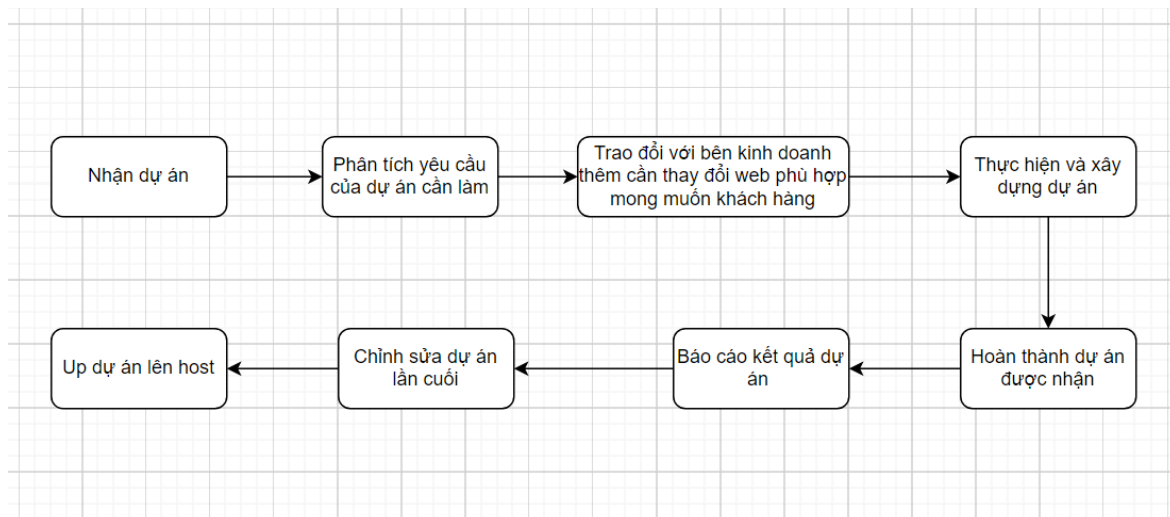 Nhận dự án
Phân tích yêu cầu
của dự án cần làm
Trao đổi với bên kinh doanh
thêm cần thay đổi web phù hợp
mong muốn khách hàng
Thực hiện và xây
dựng dự án
Hoàn thành dự án
được nhận
Báo cáo kết quả dự
án
Chỉnh sửa dự án
lần cuối
Up dự án lên host